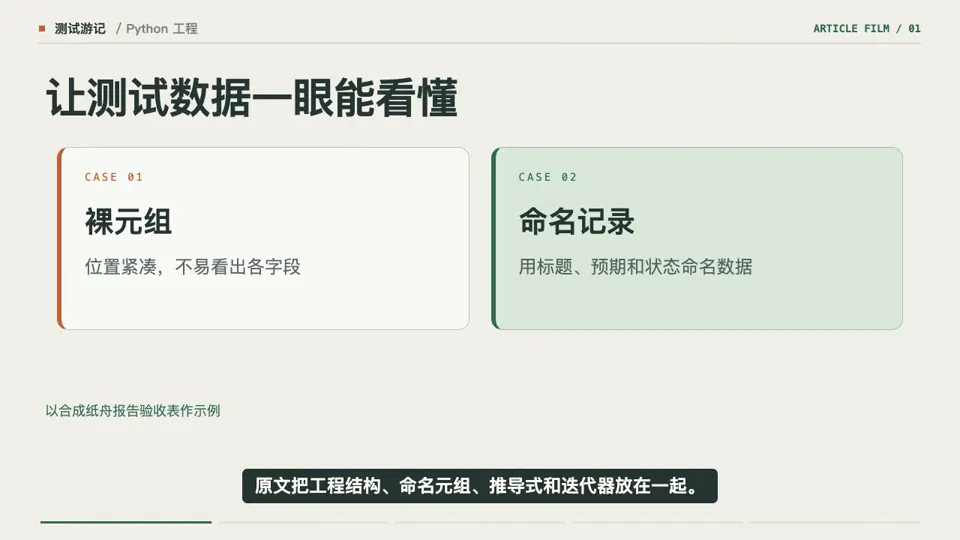 测试游记 / Python 工程
ARTICLE FILM / 01
让测试数据一眼能看懂
CASE 01
裸元组
位置紧凑，不易看出各字段
CASE 02
命名记录
用标题、预期和状态命名数据
以合成纸舟报告验收表作示例
原文把工程结构、命名元组、推导式和迭代器放在一起。